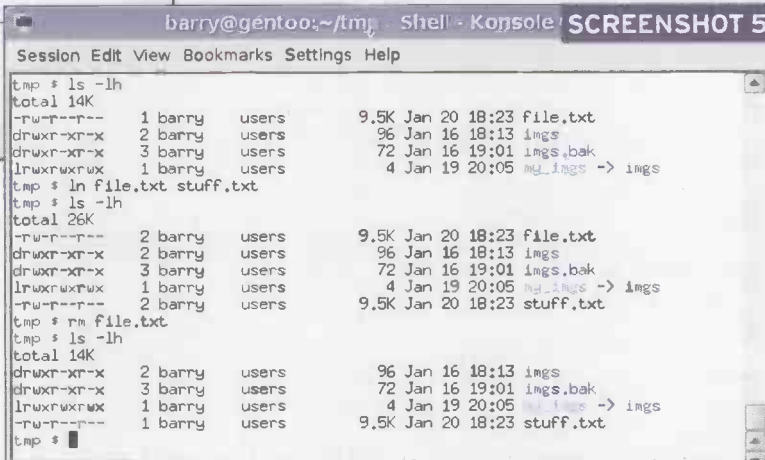 barry@gentoo:~/tmp - Shell - Konsole SCREENSHOT 5
Session Edit View Bookmarks Settings Help
tmp $ ls -lh
total 14K
-rw-r--r-- 1 barry users 9.5K Jan 20 18:23 file.txt
drwxr-xr-x 2 barry users 96 Jan 16 18:13 imgs
drwxr-xr-x 3 barry users 72 Jan 16 19:01 imgs.bak
lrwxrwxrwx 1 barry users 4 Jan 19 20:05 my_imgs -> imgs
tmp $ ln file.txt stuff.txt
tmp $ ls -lh
total 26K
-rw-r--r-- 2 barry users 9.5K Jan 20 18:23 file.txt
drwxr-xr-x 2 barry users 96 Jan 16 18:13 imgs
drwxr-xr-x 3 barry users 72 Jan 16 19:01 imgs.bak
lrwxrwxrwx 1 barry users 4 Jan 19 20:05 my_imgs -> imgs
-rw-r--r-- 2 barry users 9.5K Jan 20 18:23 stuff.txt
tmp $ rm file.txt
tmp $ ls -lh
total 14K
drwxr-xr-x 2 barry users 96 Jan 16 18:13 imgs
drwxr-xr-x 3 barry users 72 Jan 16 19:01 imgs.bak
lrwxrwxrwx 1 barry users 4 Jan 19 20:05 -> imgs
-rw-r--r-- 1 barry users 9.5K Jan 20 18:23 stuff.txt
tmp $